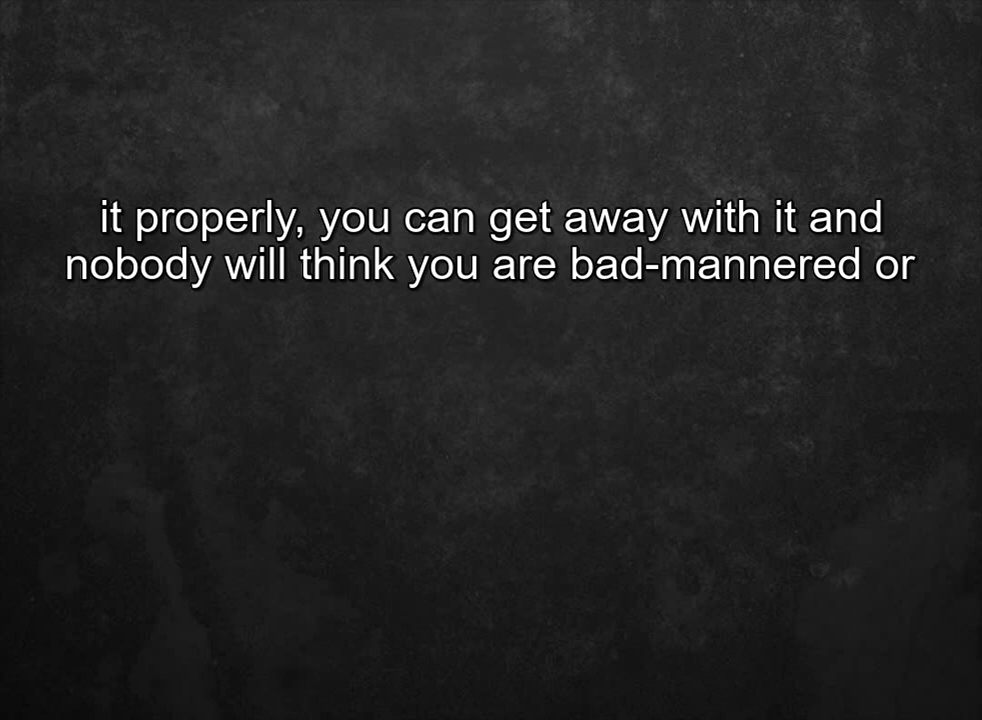 it properly, you can get away with it and
nobody will think you are bad-mannered or